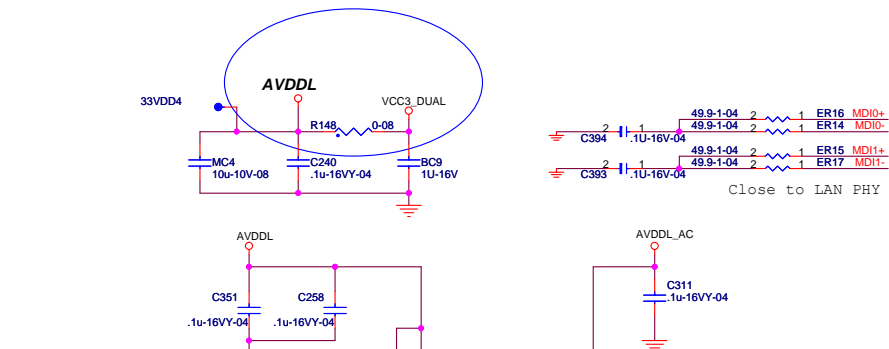 AVDDL
33VDD4
VCC3_DUAL
R148 0-08
MC4 C240 BC9
10u-10V-08 .1u-16VY-04 1U-16V
49.9-1-04 2 1 ER16 MDI0+
49.9-1-04 2 1 ER14 MDI0-
2 1
C394 .1U-16V-04
49.9-1-04 2 1 ER15 MDI1+
49.9-1-04 2 1 ER17 MDI1-
2 1
C393 .1U-16V-04
Close to LAN PHY
AVDDL
C351 C258
.1u-16VY-04 .1u-16VY-04
AVDDL_AC
C311
.1u-16VY-04